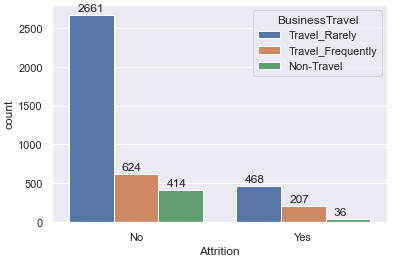 2661
BusinessTravel
Travel_Rarely
Travel_Frequently
Non-Travel
2500
2000
1500
1000
500
0
count
624
414
468
207
36
No
Yes
Attrition